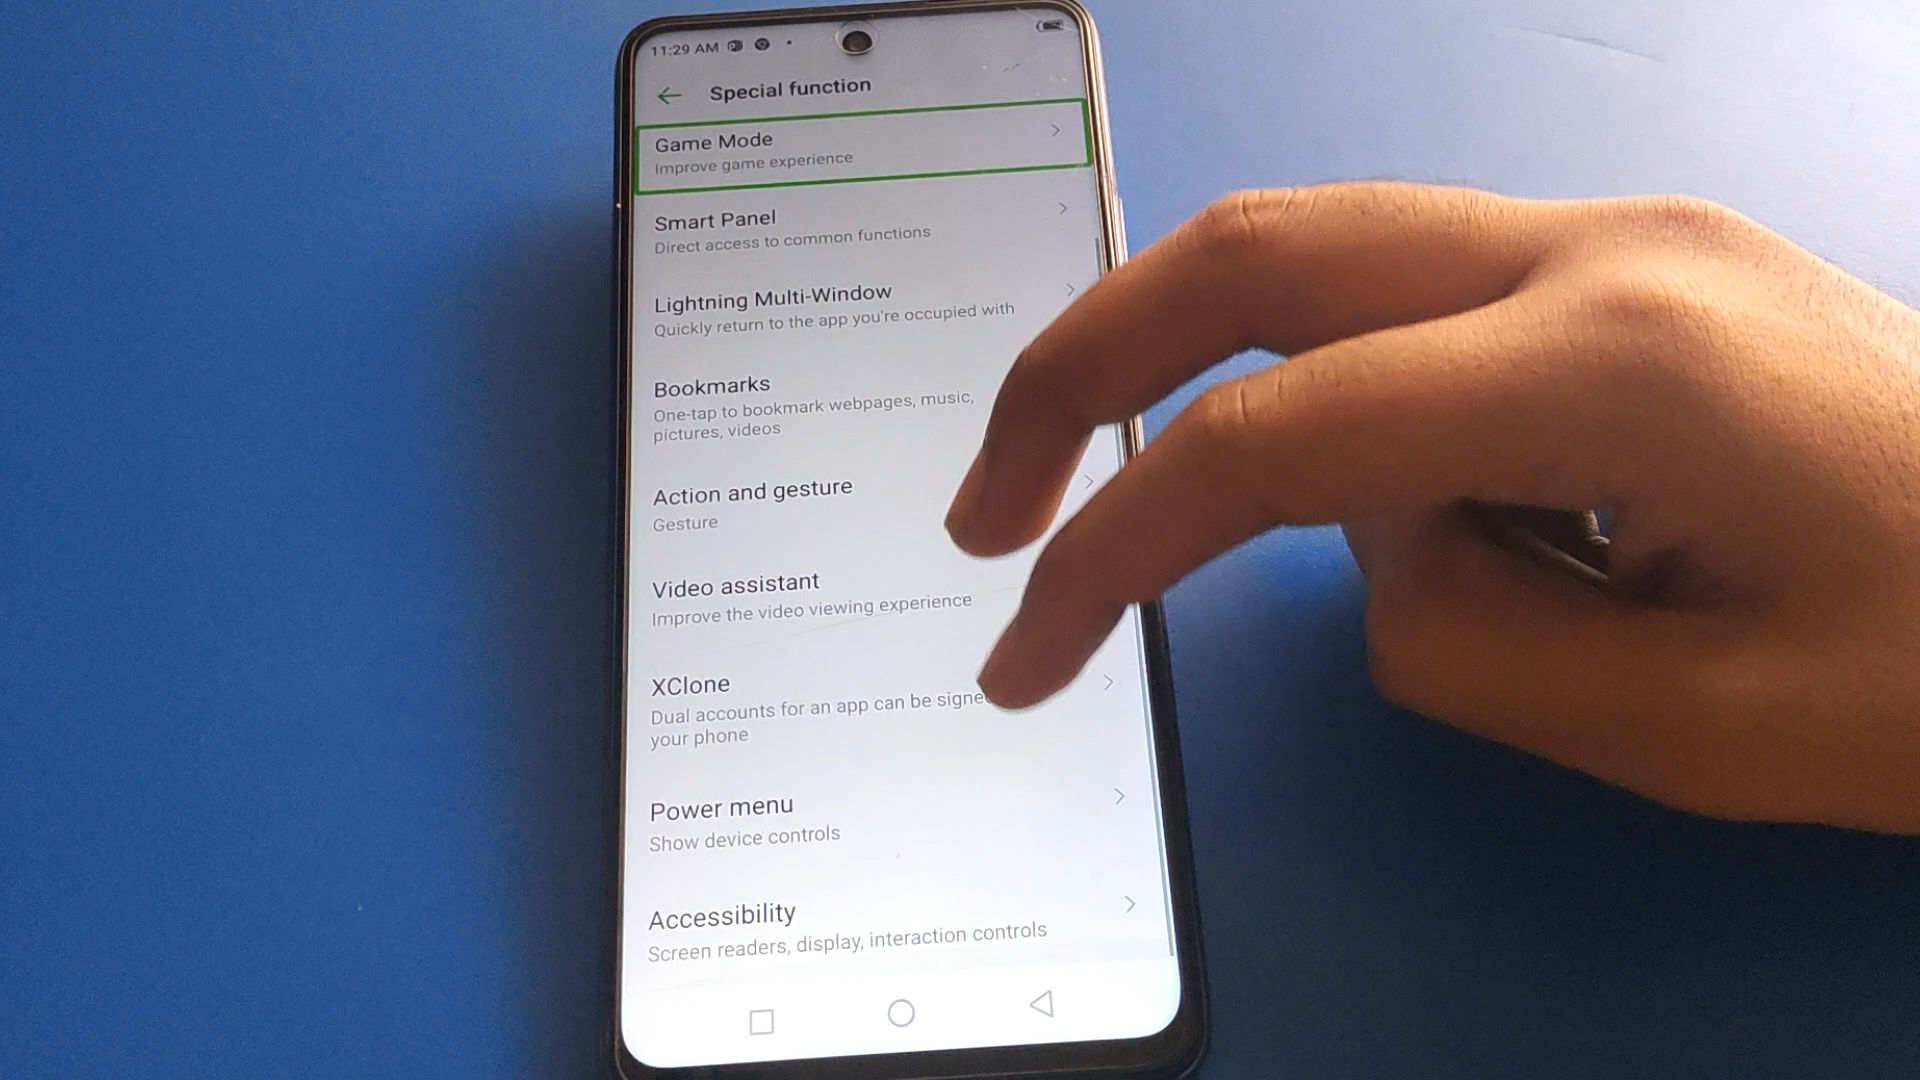 11:29 AM
Special function
Game Mode
Improve game experience
Smart Panel
Direct access to common functions
Lightning Multi-Window
Quickly return to the app you're occupied with
Bookmarks
One-tap to bookmark webpages, music,
pictures, videos
Action and gesture
Gesture
Video assistant
Improve the video viewing experience
XClone
Dual accounts for an app can be signe
your phone
Power menu
Show device controls
Accessibility
Screen readers, display, interaction controls